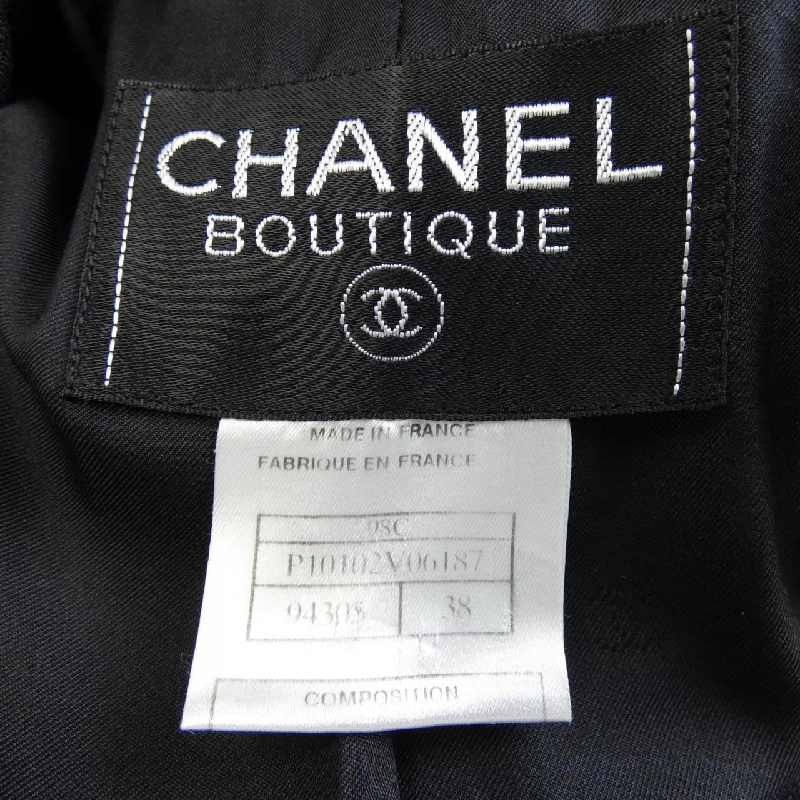 CHANEL
BOUTIQUE
MADE IN FRANCE
FABRIQUE EN FRANCE
98C
P10102V06187
94305 38
COMPOSITION